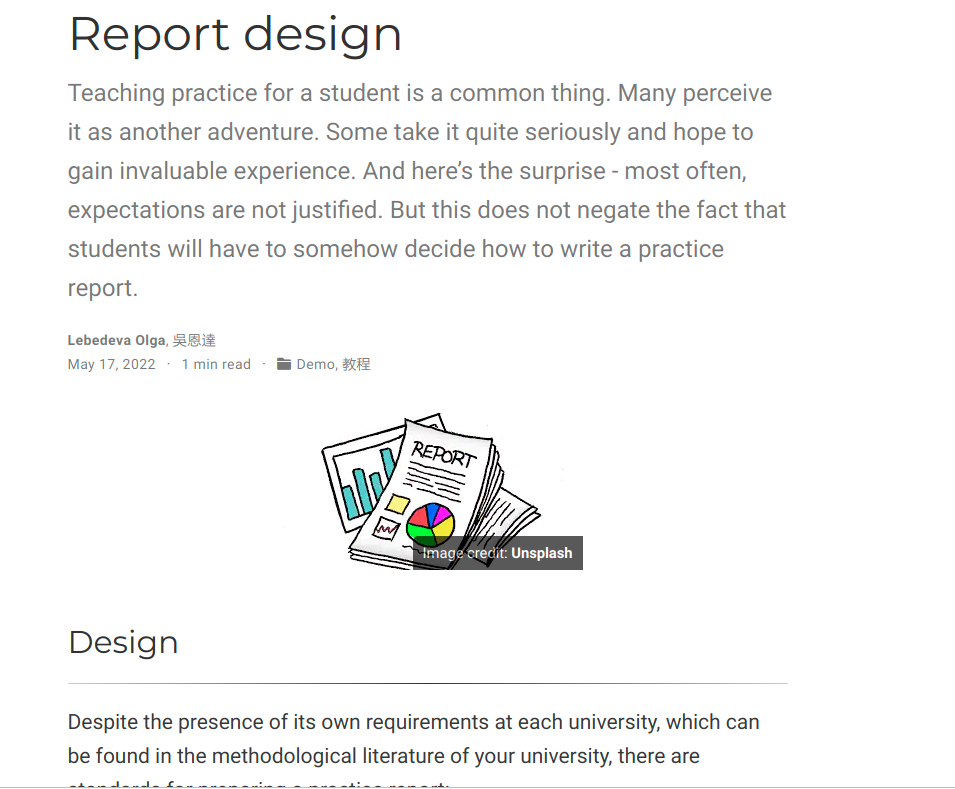 Report design
Teaching practice for a student is a common thing. Many perceive
it as another adventure. Some take it quite seriously and hope to
gain invaluable experience. And here’s the surprise - most often,
expectations are not justified. But this does not negate the fact that
students will have to somehow decide how to write a practice
report.
Lebedeva Olga, 吳恩達
May 17, 2022 · 1 min read · Demo, 教程
REPORT
Image credit: Unsplash
Design
Despite the presence of its own requirements at each university, which can
be found in the methodological literature of your university, there are
standards for preparing a practice report: